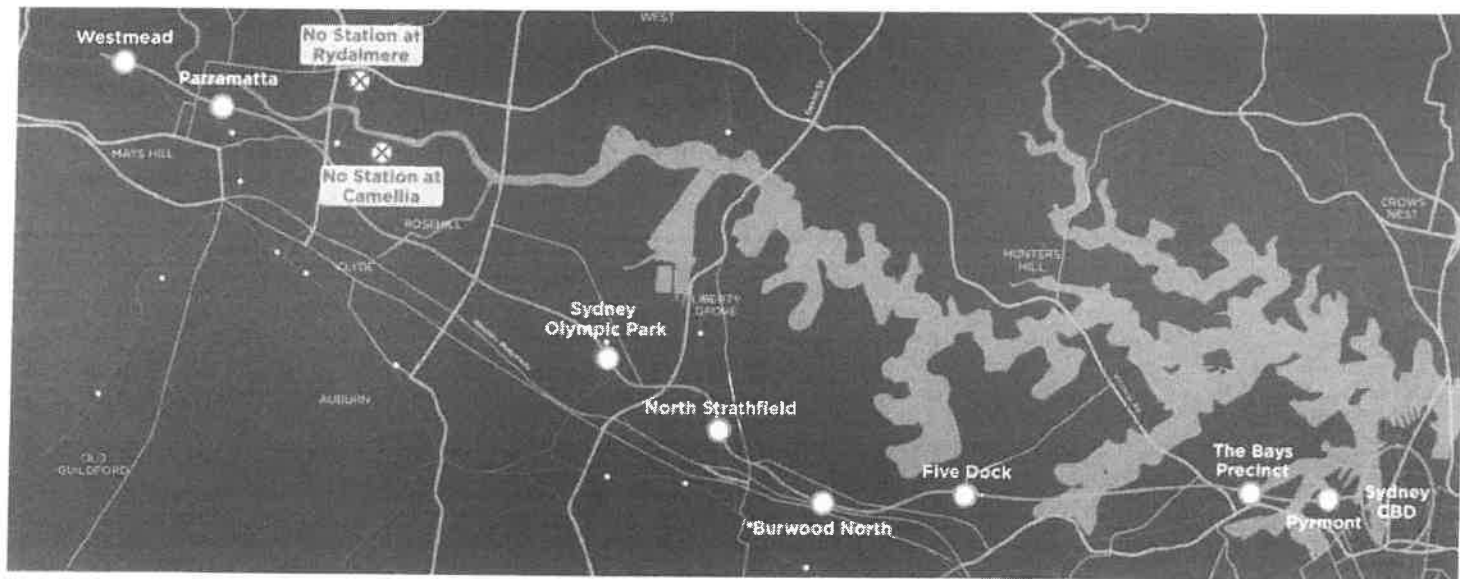 WEST
Westmead
No Station at
Rydalmere
Parramatta
MAYS HILL
No Station at
Camellia
ROSEHILL
CROWS
NEST
HUNTERS
HILL
CLYDE
LIBERTY
GROVE
Sydney
Olympic Park
AUBURN
North Strathfield
OLD
GUILDFORD
Five Dock
The Bays
Precinct
Sydney
CBD
Pyrmont
*Burwood North